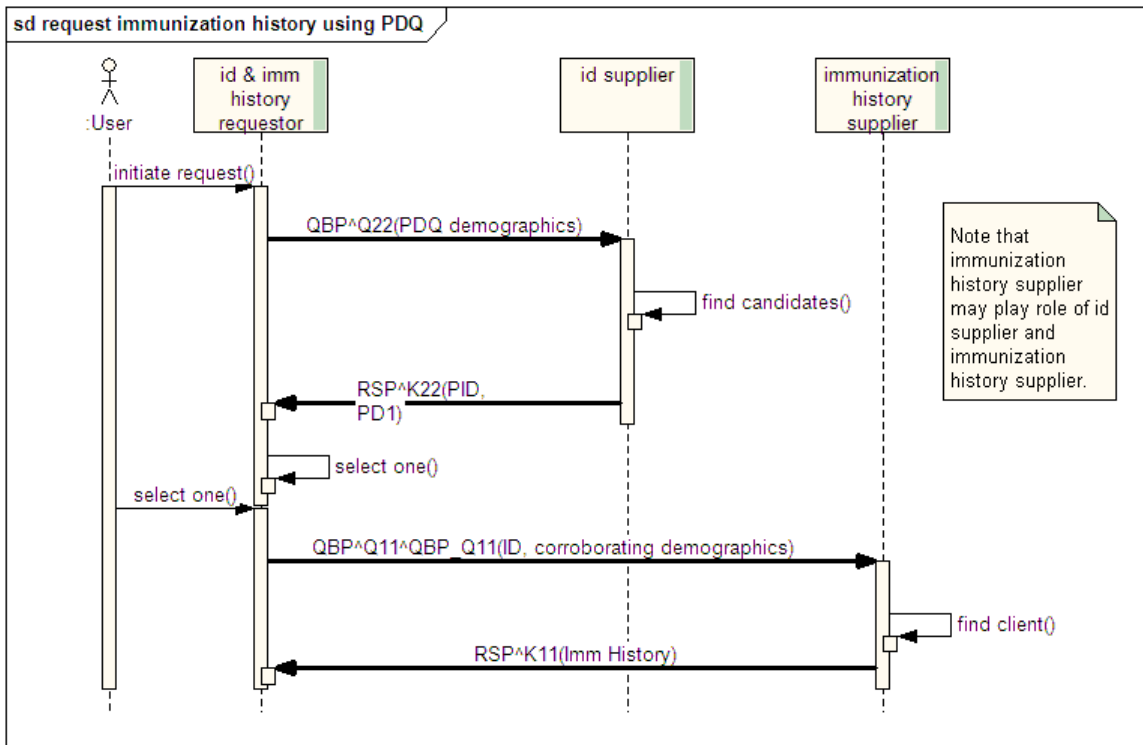 sd request immunization history using PDQ
:User
id & imm
history
requestor
id supplier
immunization
history
supplier
initiate request()
QBP^Q22(PDQ demographics)
find candidates()
Note that
immunization
history supplier
may play role of id
supplier and
immunization
history supplier.
RSP^K22(PID,
PD1)
select one()
select one()
QBP^Q11^QBP_Q11(ID, corroborating demographics)
find client()
RSP^K11(Imm History)